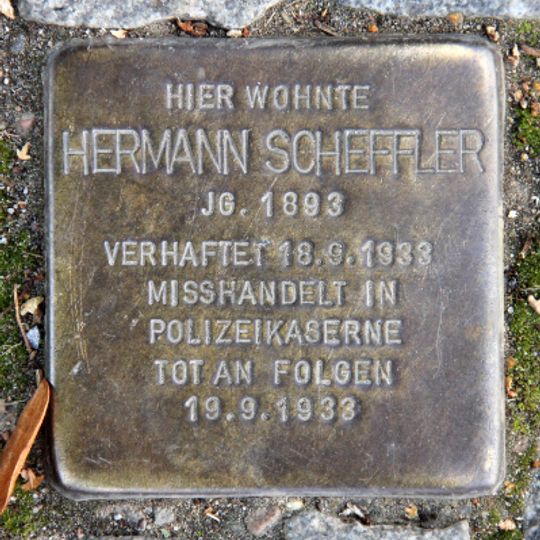 HIER WOHNTE
HERMANN SCHEFFLER
JG. 1893
VERHAFTET 18.9.1933
MISSHANDELT IN
POLIZEIKASERNE
TOT AN FOLGEN
19.9.1933